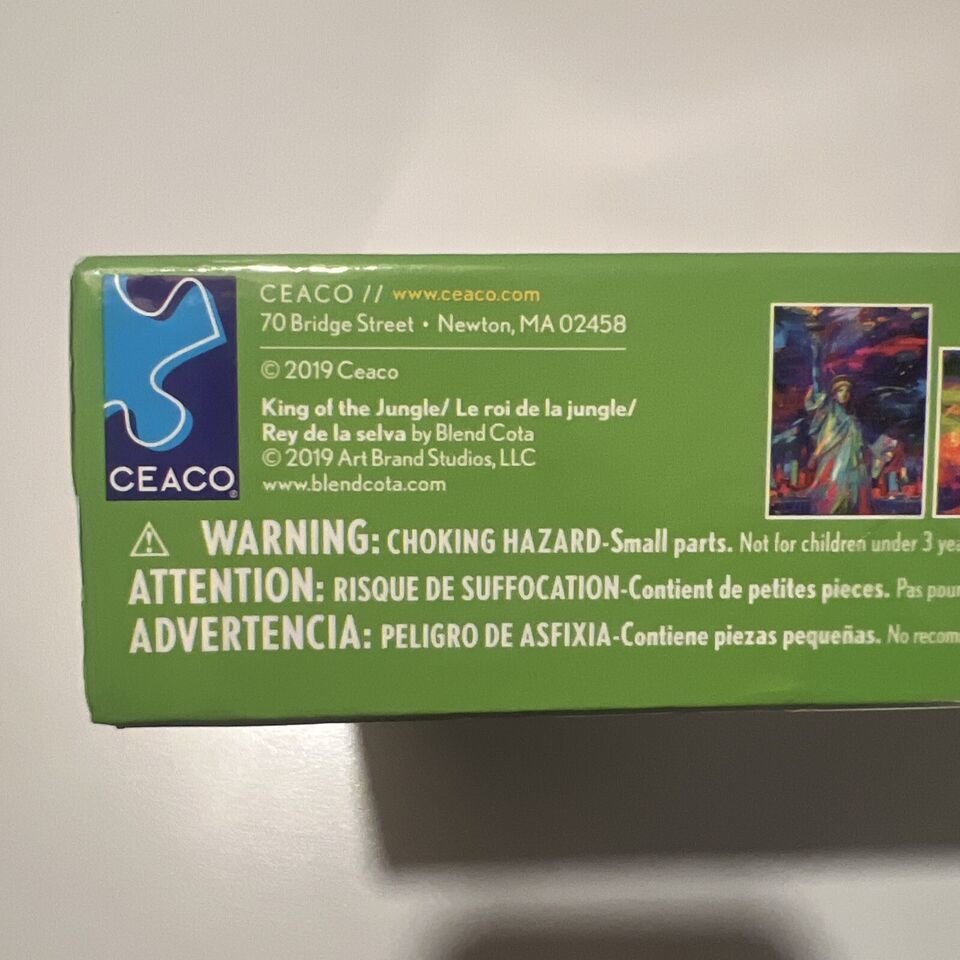 CEACO
®
CEACO // www.ceaco.com
70 Bridge Street • Newton, MA 02458
© 2019 Ceaco
King of the Jungle/ Le roi de la jungle/
Rey de la selva by Blend Cota
© 2019 Art Brand Studios, LLC
www.blendcota.com
WARNING: CHOKING HAZARD-Small parts. Not for children under 3
ATTENTION: RISQUE DE SUFFOCATION-Contient de petites pieces. Pas pour
ADVERTENCIA: PELIGRO DE ASFIXIA-Contiene piezas pequeñas. No